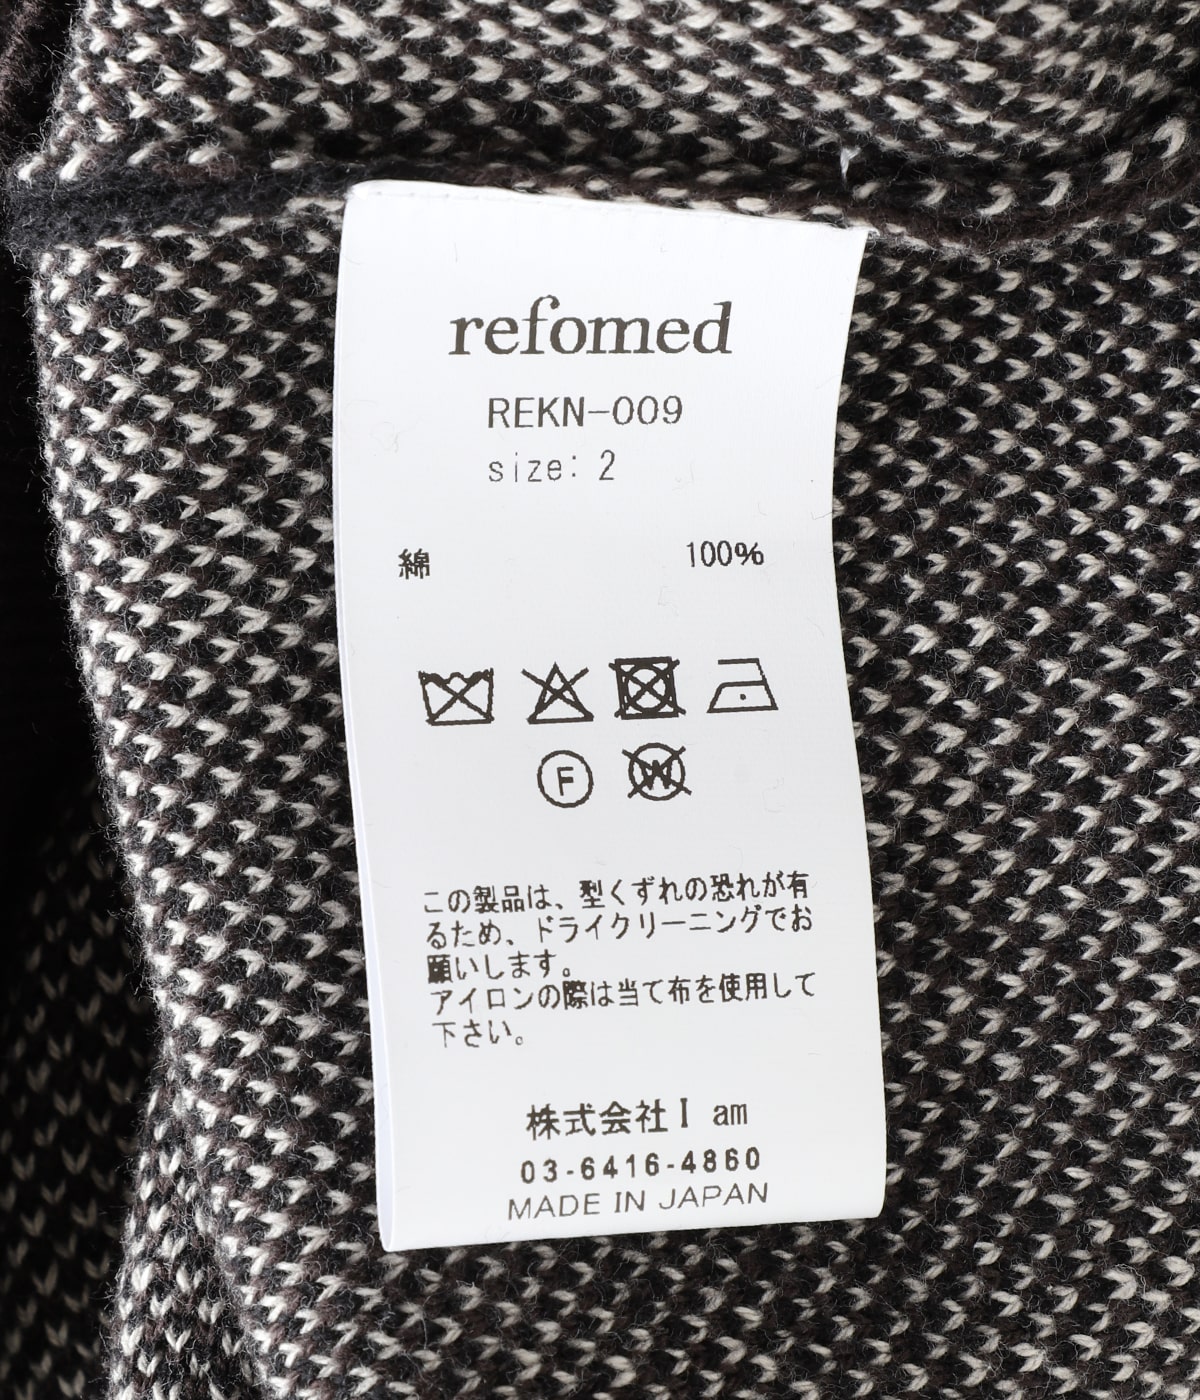 refomed
REKN-009
size: 2
綿 100%
F W
この製品は、型くずれの恐れが有
るため、ドライクリーニングでお
願いします。
アイロンの際は当て布を使用して
下さい。
株式会社I am
03-6416-4860
MADE IN JAPAN